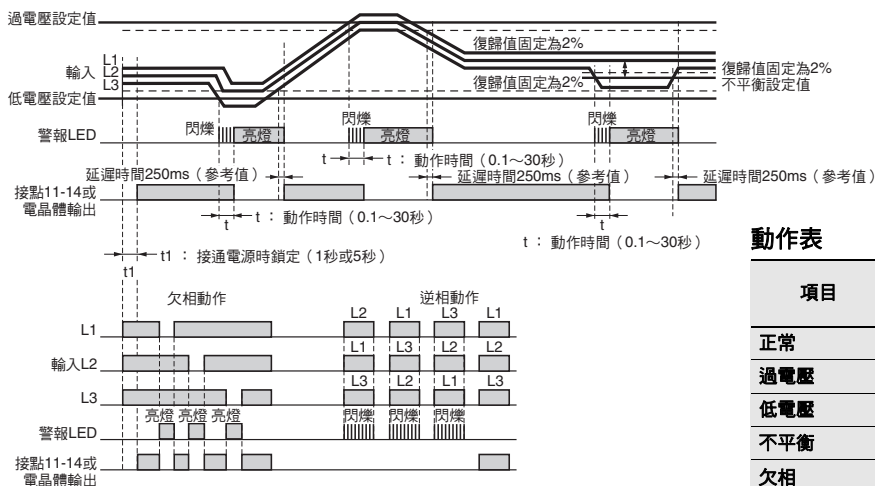 過電壓設定值
復歸值固定為2%
L1
輸入 L2
L3
復歸值固定為2%
復歸值固定為2%
不平衡設定值
低電壓設定值
閃爍
閃爍
閃爍
警報LED
亮燈
亮燈
亮燈
t
t : 動作時間(0.1~30秒)
延遲時間250ms(參考值)
延遲時間250ms(參考值)
延遲時間250ms(參考值)
接點11-14或
電晶體輸出
t
t : 動作時間(0.1~30秒)
t
t : 動作時間(0.1~30秒)
t1
t1 : 接通電源時鎖定(1秒或5秒)
動作表
項目
正常
過電壓
低電壓
不平衡
欠相
欠相動作
逆相動作
L2 L1 L3 L1
L1
L1 L3 L2 L2
輸入L2
L3 L2 L1 L3
L3
亮燈 亮燈 亮燈
閃爍 閃爍 閃爍
警報LED
接點11-14或
電晶體輸出